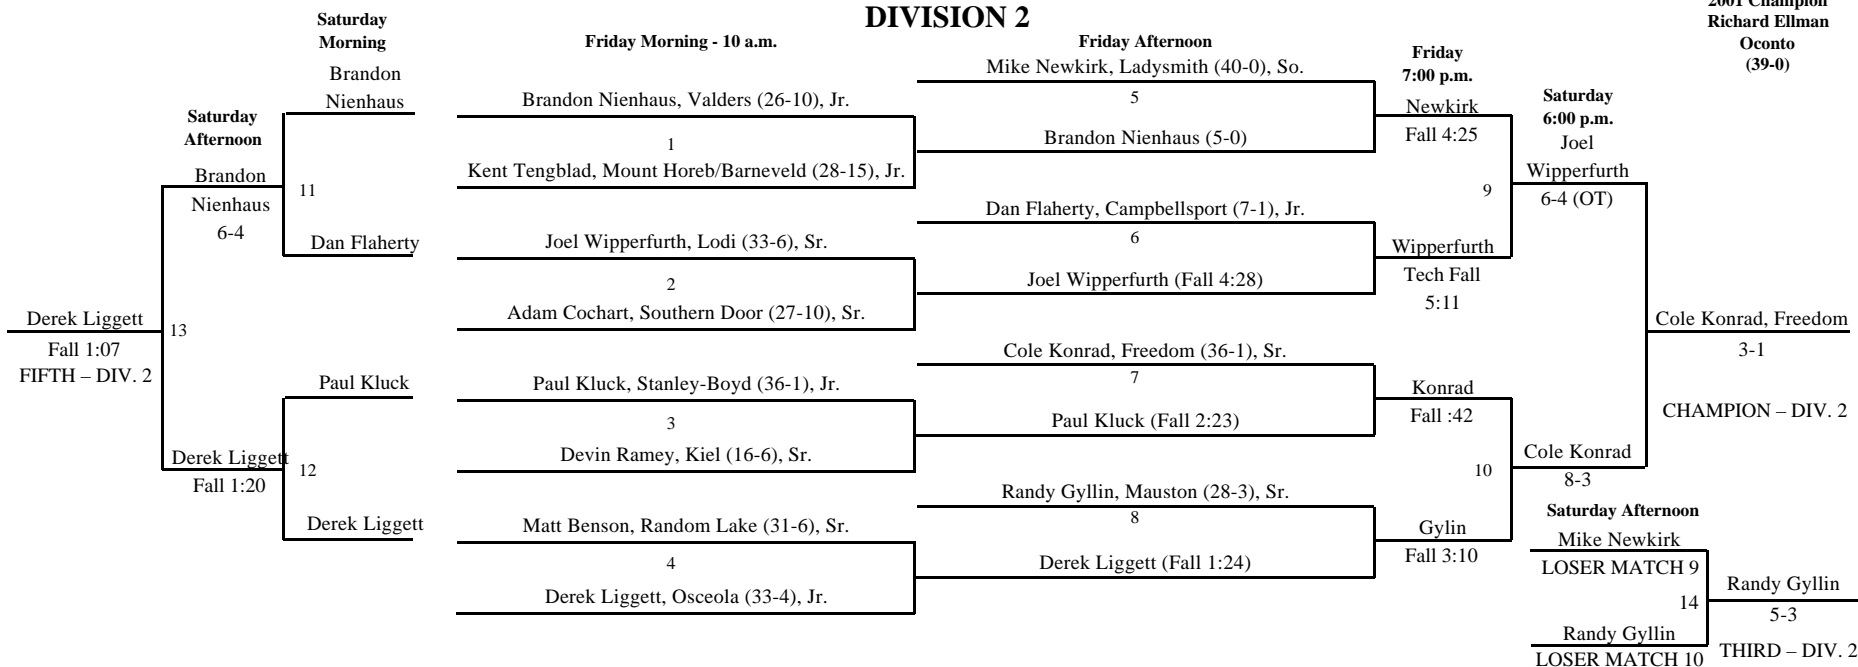 DIVISION 2
2001 Champion
Richard Ellman
Oconto
(39-0)
Saturday
Morning
Friday Morning - 10 a.m.
Friday Afternoon
Friday
7:00 p.m.
Saturday
6:00 p.m.
Saturday
Afternoon
Brandon
Nienhaus
11
Dan Flaherty
Brandon
Nienhaus
6-4
Derek Liggett
13
Fall 1:07
FIFTH – DIV. 2
Paul Kluck
Derek Liggett
12
Fall 1:20
Derek Liggett
Brandon Nienhaus, Valders (26-10), Jr.
1
Kent Tengblad, Mount Horeb/Barneveld (28-15), Jr.
Joel Wipperfurth, Lodi (33-6), Sr.
2
Adam Cochart, Southern Door (27-10), Sr.
Paul Kluck, Stanley-Boyd (36-1), Jr.
3
Devin Ramey, Kiel (16-6), Sr.
Matt Benson, Random Lake (31-6), Sr.
4
Derek Liggett, Osceola (33-4), Jr.
Mike Newkirk, Ladysmith (40-0), So.
5
Brandon Nienhaus (5-0)
Dan Flaherty, Campbellsport (7-1), Jr.
6
Joel Wipperfurth (Fall 4:28)
Cole Konrad, Freedom (36-1), Sr.
7
Paul Kluck (Fall 2:23)
Randy Gyllin, Mauston (28-3), Sr.
8
Derek Liggett (Fall 1:24)
Newkirk
Fall 4:25
9
Wipperfurth
Tech Fall
5:11
Konrad
Fall :42
10
Gylin
Fall 3:10
Joel
Wipperfurth
6-4 (OT)
Cole Konrad
8-3
Cole Konrad, Freedom
3-1
CHAMPION – DIV. 2
Saturday Afternoon
Mike Newkirk
LOSER MATCH 9
14
Randy Gyllin
5-3
Randy Gyllin
LOSER MATCH 10
THIRD – DIV. 2